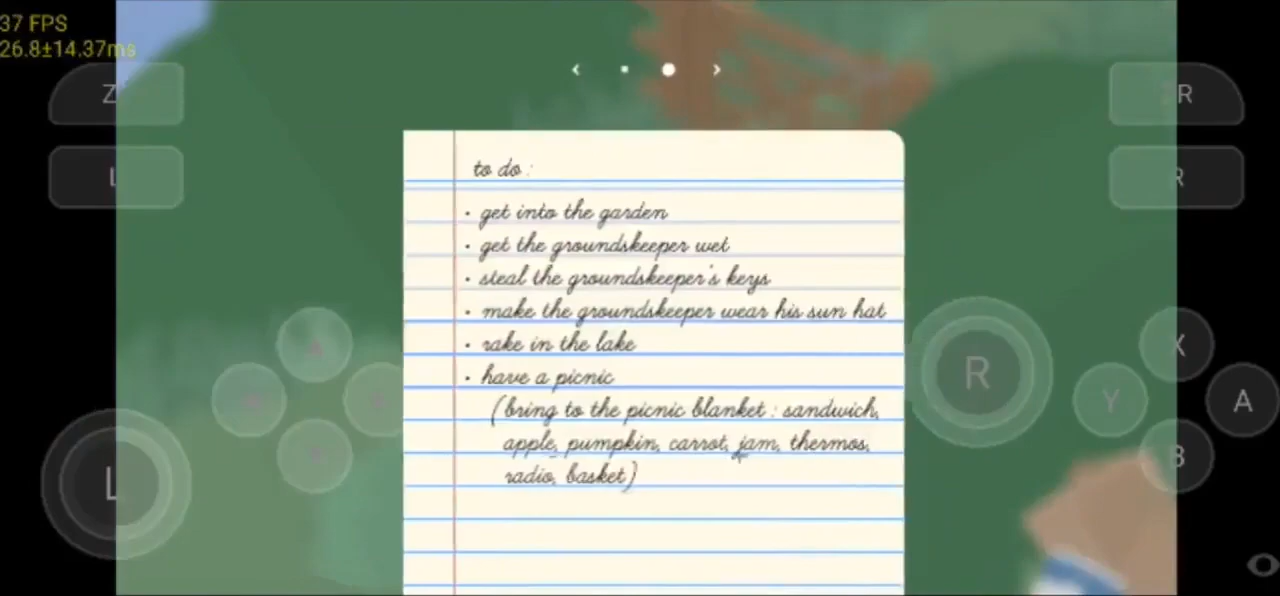 37 FPS
26.8±14.37ms
Z
R
L
R
to do :
• get into the garden
• get the groundskeeper wet
• steal the groundskeeper's keys
• make the groundskeeper wear his sun hat
• rake in the lake
• have a picnic
(bring to the picnic blanket : sandwich,
apple, pumpkin, carrot, jam, thermos,
radio, basket)
X
R
Y
A
B
L